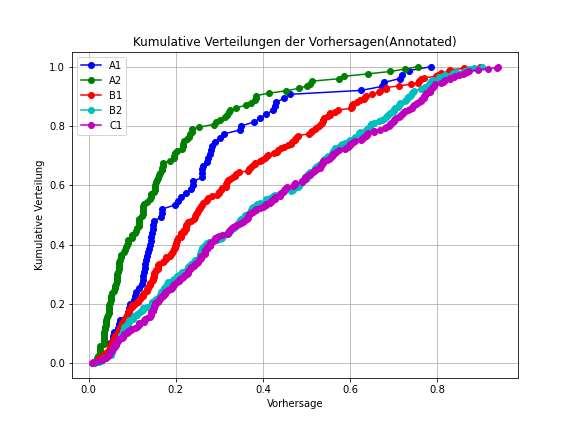 Kumulative Verteilungen der Vorhersagen(Annotated)
A1
A2
B1
B2
C1
Kumulative Verteilung
1.0
0.8
0.6
0.4
0.2
0.0
0.0 0.2 0.4 0.6 0.8
Vorhersage